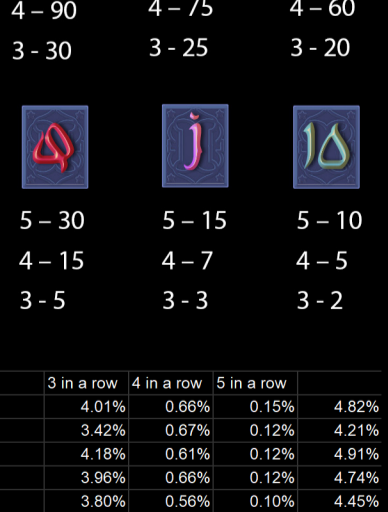 4 – 90 4 – 75 4 – 60
3 - 30 3 - 25 3 - 20
Q j 10
5 – 30 5 – 15 5 – 10
4 – 15 4 – 7 4 – 5
3 - 5 3 - 3 3 - 2
3 in a row 4 in a row 5 in a row
4.01% 0.66% 0.15% 4.82%
3.42% 0.67% 0.12% 4.21%
4.18% 0.61% 0.12% 4.91%
3.96% 0.66% 0.12% 4.74%
3.80% 0.56% 0.10% 4.45%